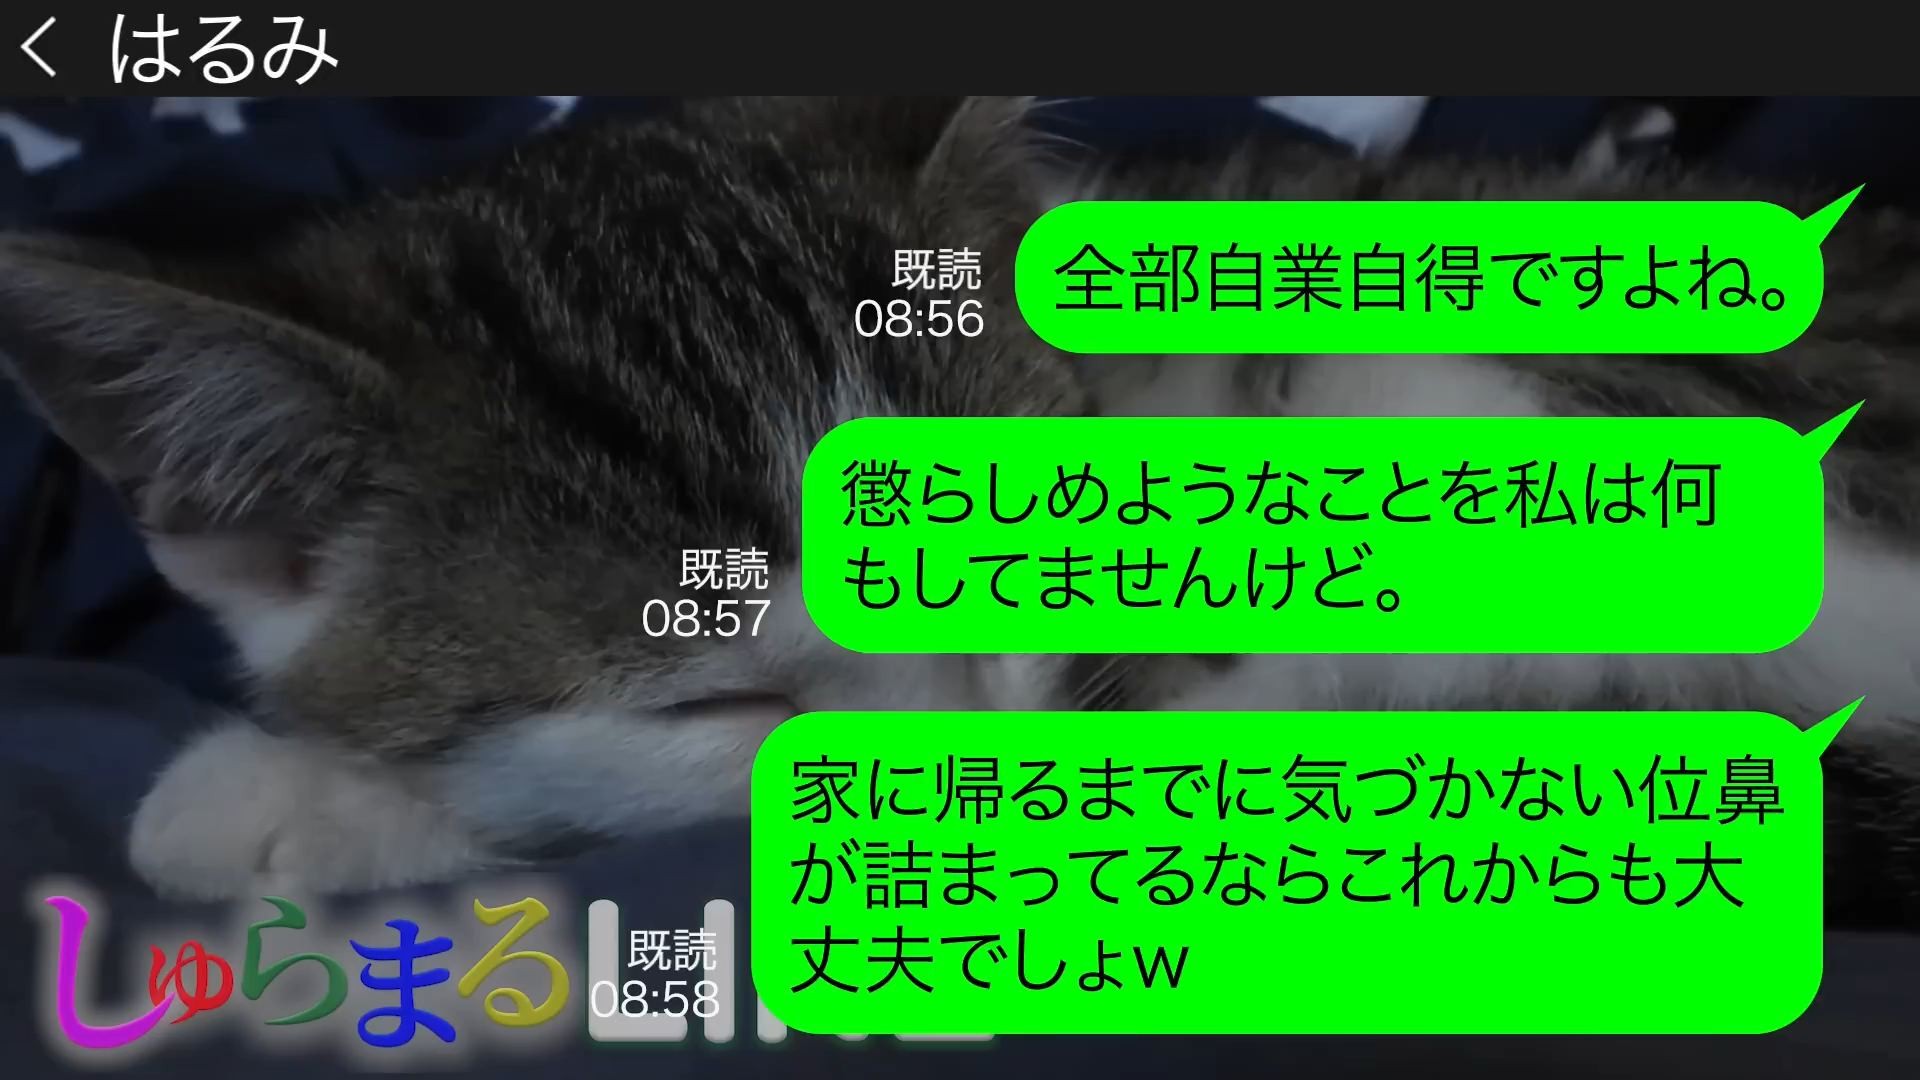 はるみ
全部自業自得ですよね。
既読
08:56
懲らしめようなことを私は何
もしてませんけど。
既読
08:57
家に帰るまでに気づかない位鼻
が詰まってるならこれからも大
丈夫でしょw
既読
08:58
しゅらまる